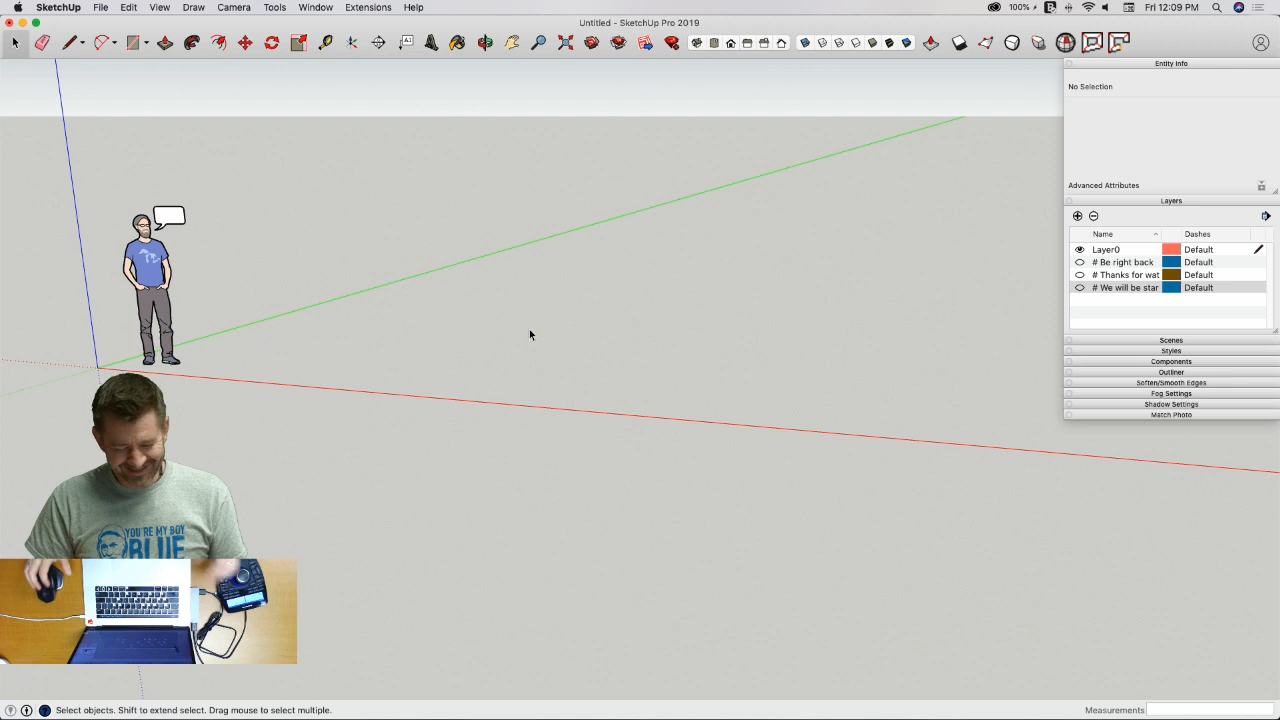 SketchUp File Edit View Draw Camera Tools Window Extensions Help 100% Fri 12:09 PM
Untitled - SketchUp Pro 2019
Entity Info
No Selection
Advanced Attributes
Layers
Name Dashes
Layer0 Default
# Be right back Default
# Thanks for wat Default
# We will be star Default
Scenes
Styles
Components
Outliner
Soften/Smooth Edges
Fog Settings
Shadow Settings
Match Photo
YOU'RE MY BOY
BLUE
Select objects. Shift to extend select. Drag mouse to select multiple.
Measurements